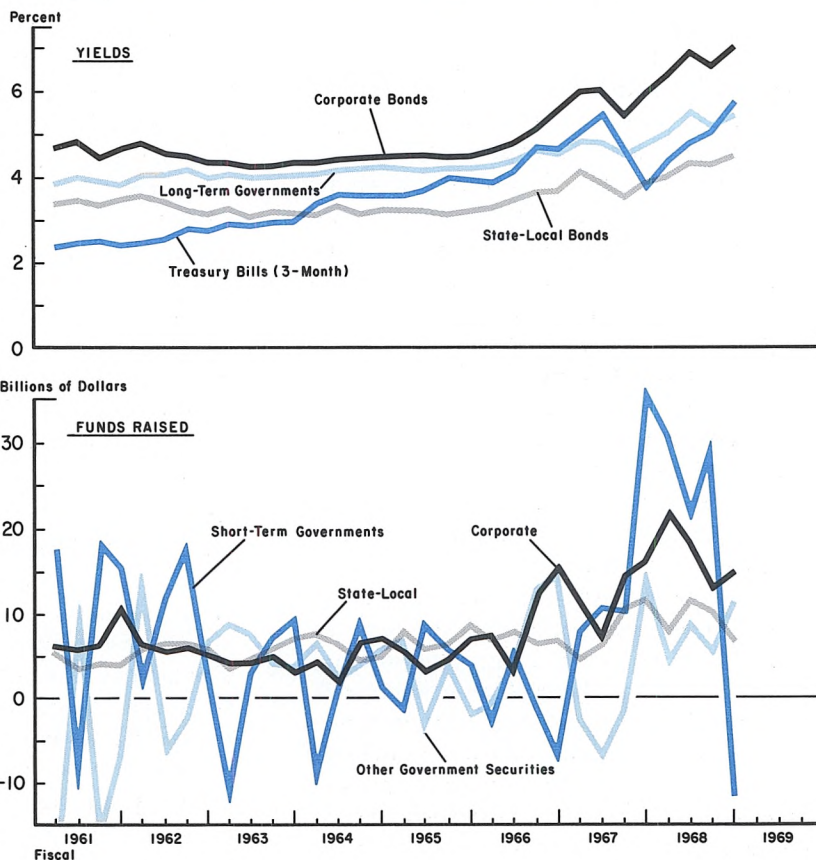 Percent
YIELDS
6
4
2
0
Corporate Bonds
Long-Term Governments
State-Local Bonds
Treasury Bills (3-Month)
Billions of Dollars
FUNDS RAISED
30
20
10
0
-10
Short-Term Governments
Corporate
State-Local
Other Government Securities
1961 1962 1963 1964 1965 1966 1967 1968 1969
Fiscal